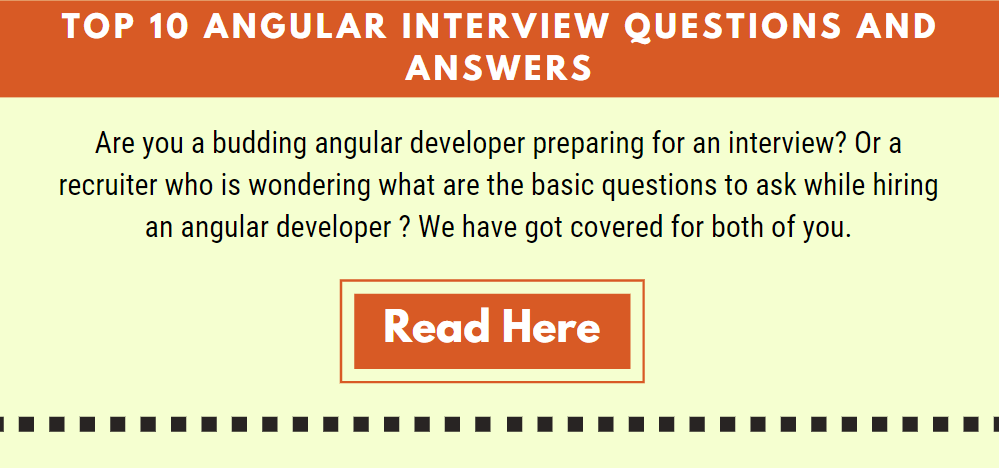 TOP 10 ANGULAR INTERVIEW QUESTIONS AND
ANSWERS
Are you a budding angular developer preparing for an interview? Or a
recruiter who is wondering what are the basic questions to ask while hiring
an angular developer ? We have got covered for both of you.
Read Here